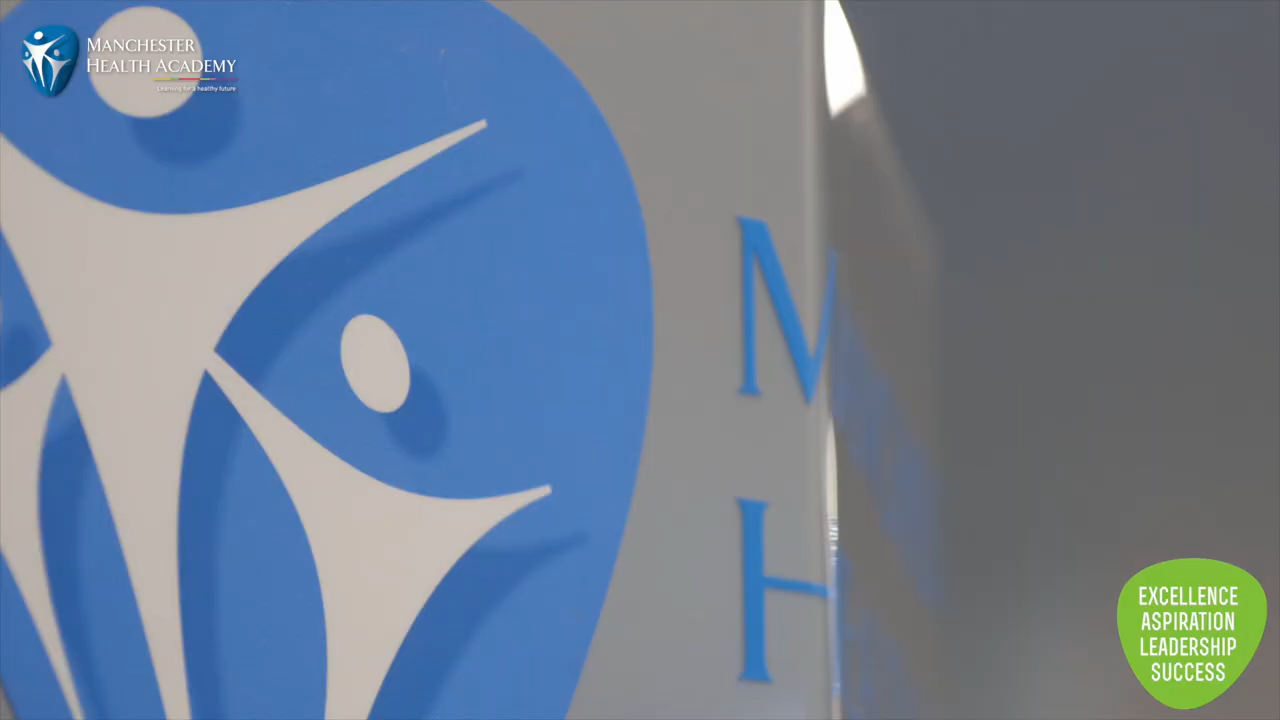 MANCHESTER
HEALTH ACADEMY
Learning for a healthy future
M
H
EXCELLENCE
ASPIRATION
LEADERSHIP
SUCCESS